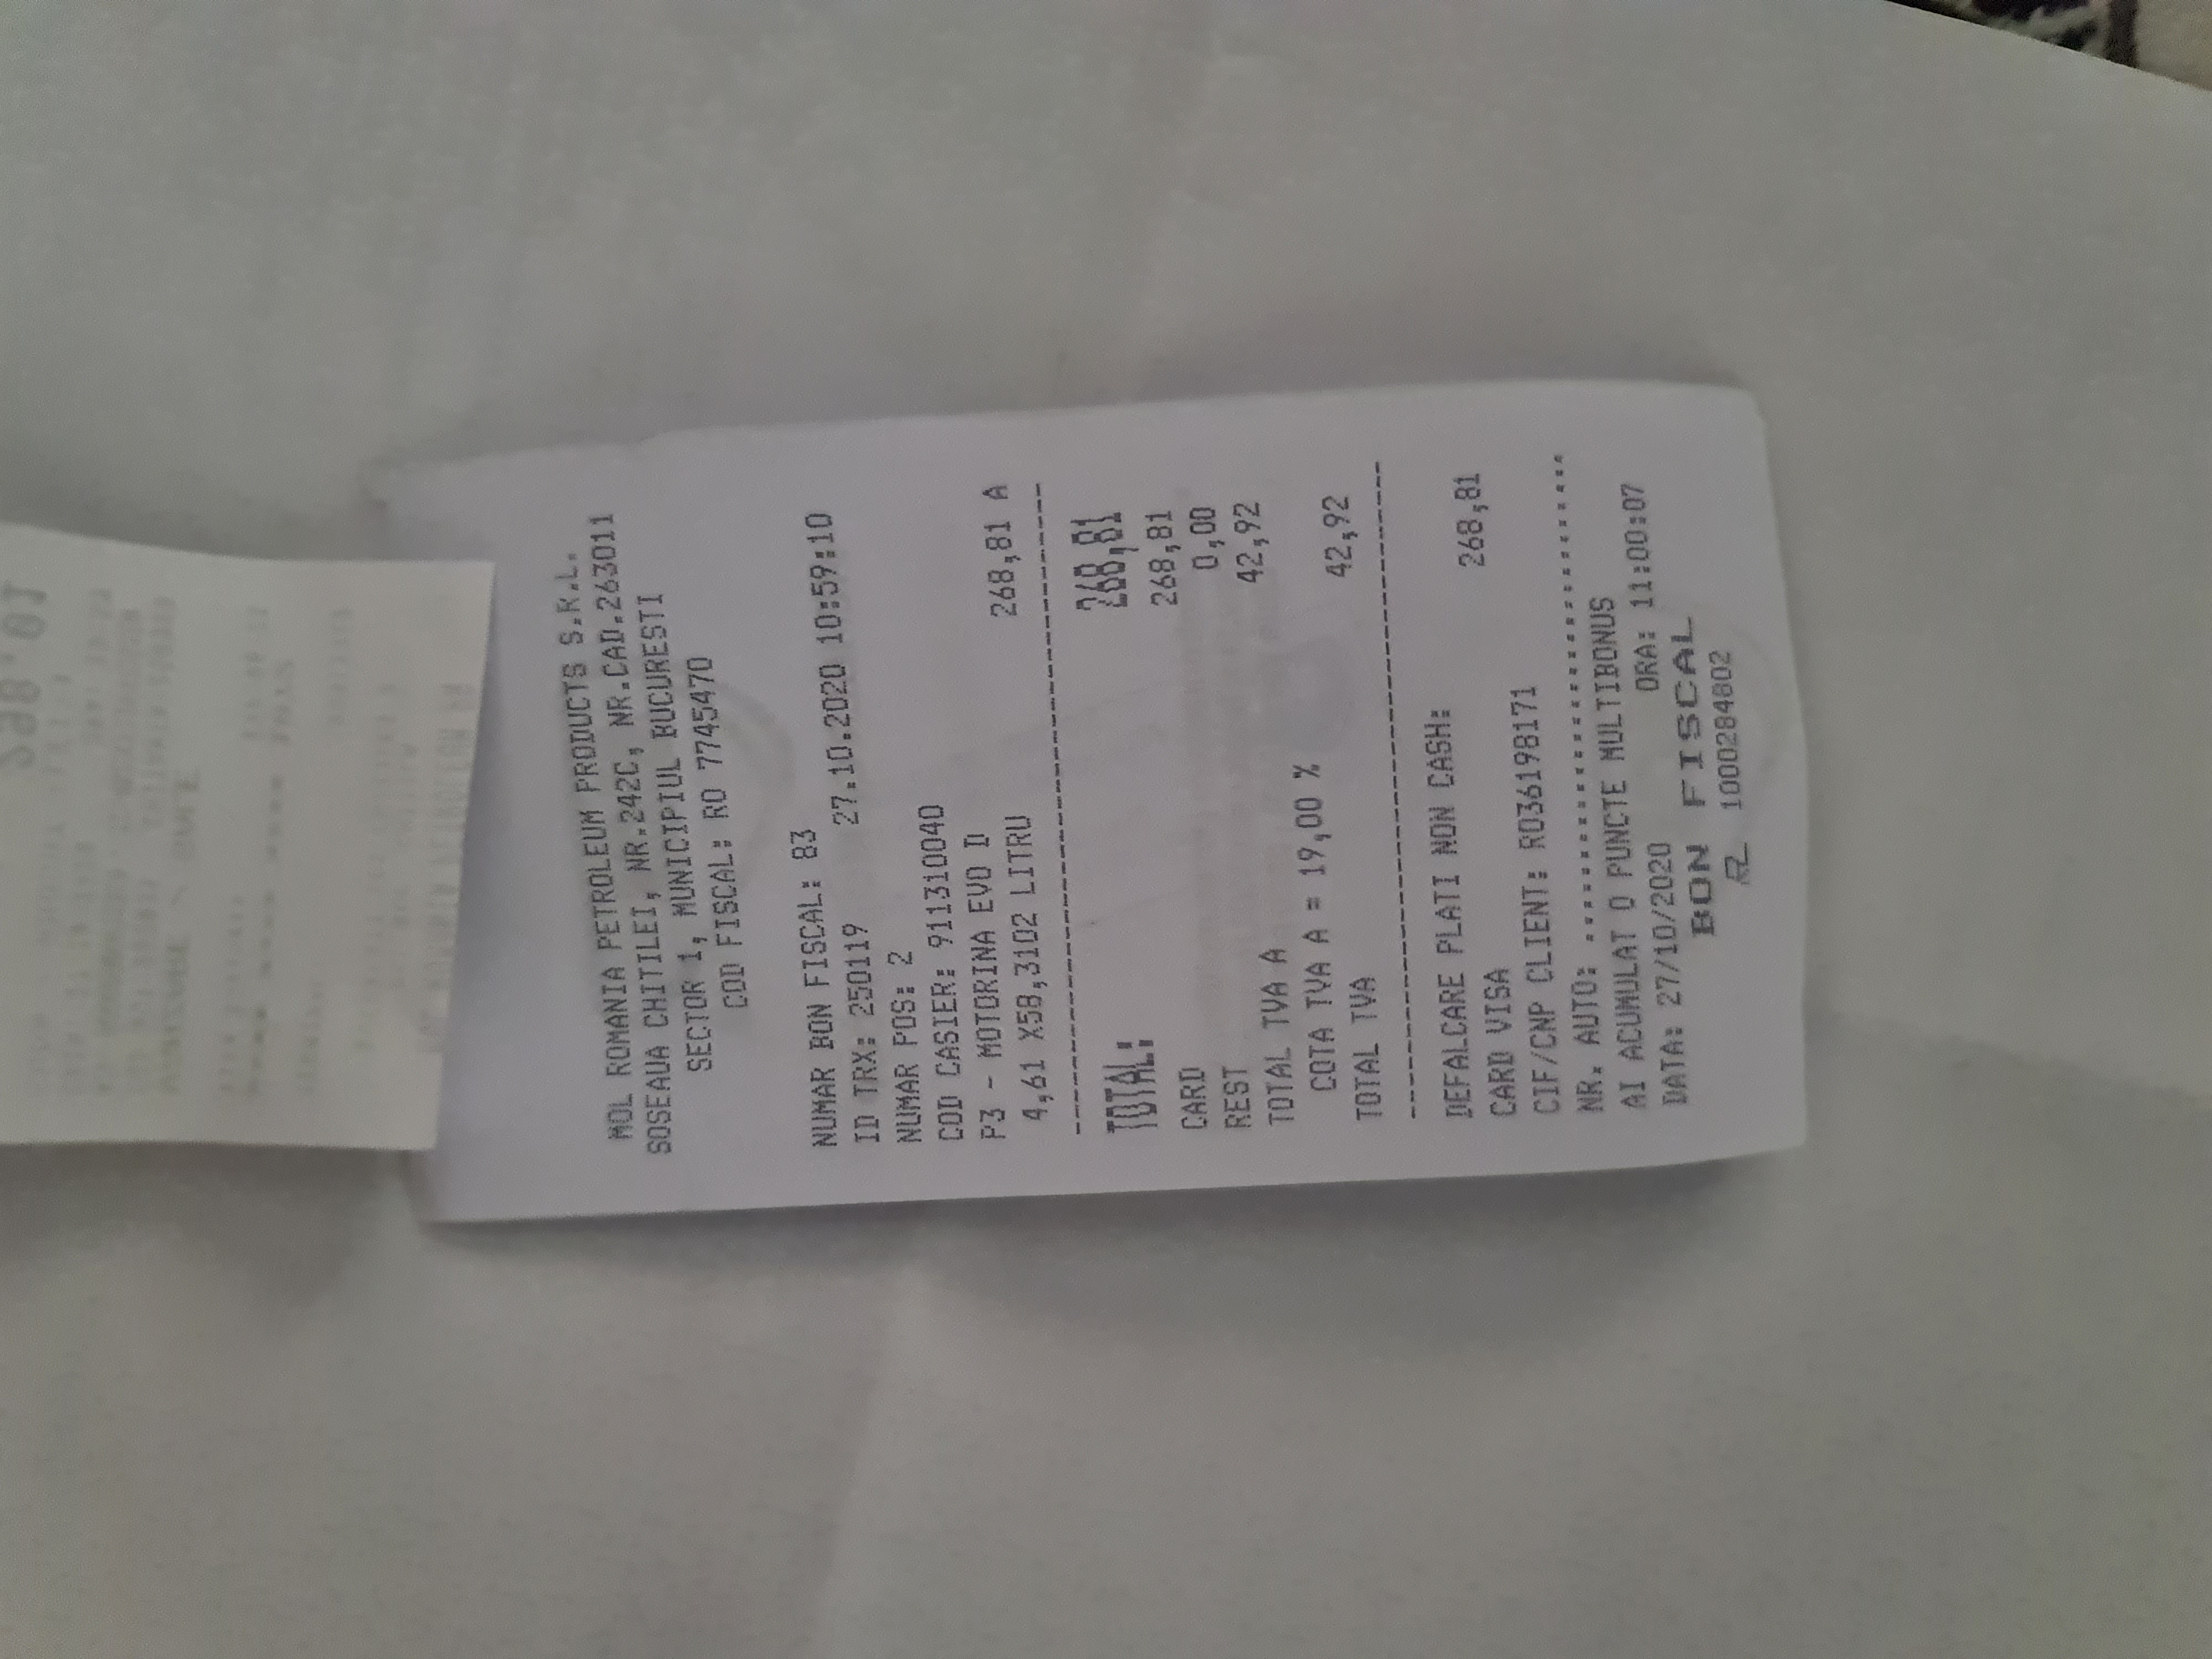 MOL ROMANIA PETROLEUM PRODUCTS S.R.L.
SOSEAUA CHITILEI, NR.242C, NR.CAD.263011
SECTOR 1, MUNICIPIUL BUCURESTI
COD FISCAL: RO 7745470
NUMAR BON FISCAL: 83
ID TRX: 250119 27.10.2020 10:59:10
NUMAR POS: 2
COD CASIER: 911310040
P3 - MOTORINA EVO D
4,61 X58,3102 LITRU 268,81 A
TOTAL: 268,81
CARD 268,81
REST 0,00
TOTAL TVA A 42,92
COTA TVA A = 19,00 %
TOTAL TVA 42,92
DEFALCARE PLATI NON CASH:
CARD VISA 268,81
CIF/CNP CLIENT: RO36198171
NR. AUTO:
AI ACUMULAT 0 PUNCTE MULTIBONUS
DATA: 27/10/2020 ORA: 11:00:07
BON FISCAL
1000284802